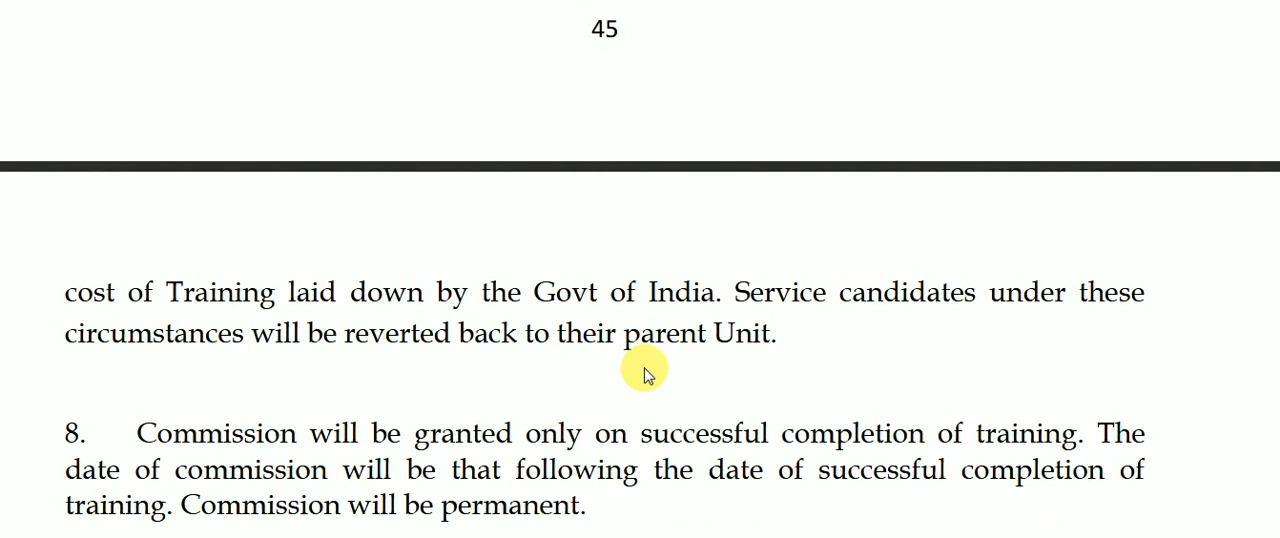 45
cost of Training laid down by the Govt of India. Service candidates under these
circumstances will be reverted back to their parent Unit.
8. Commission will be granted only on successful completion of training. The
date of commission will be that following the date of successful completion of
training. Commission will be permanent.